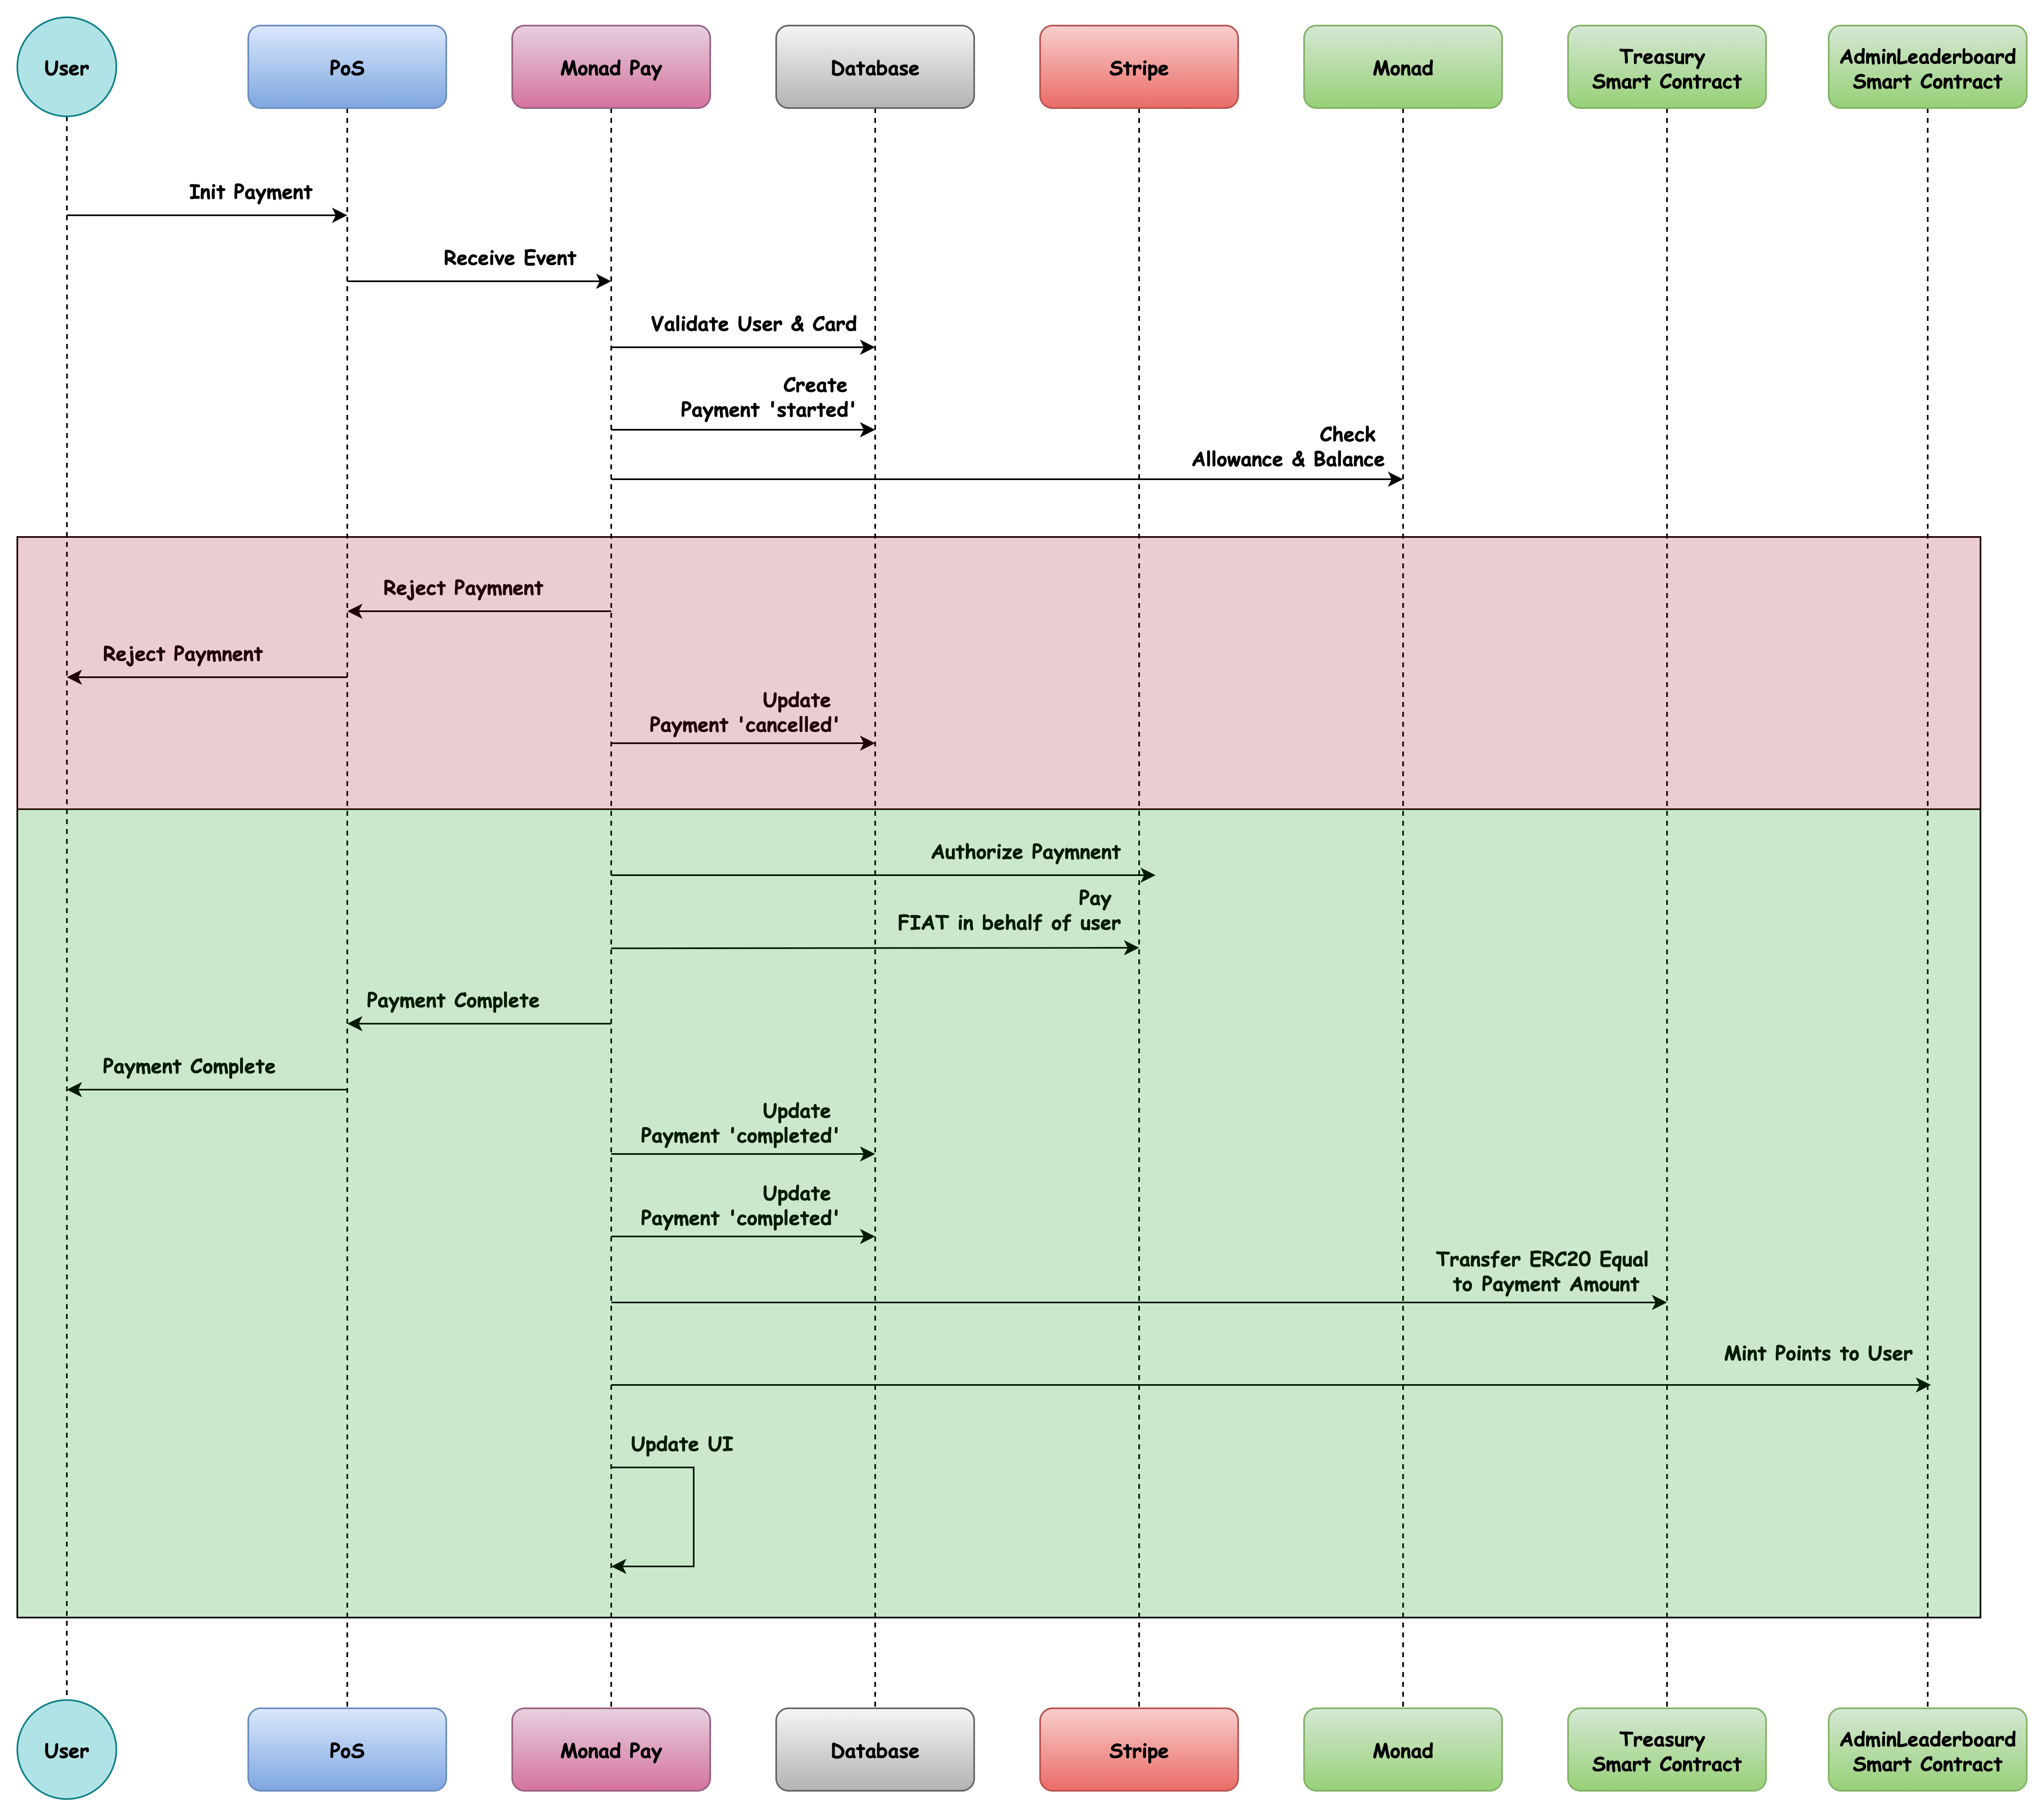 User
PoS
Monad Pay
Database
Stripe
Monad
Treasury
Smart Contract
AdminLeaderboard
Smart Contract
Init Payment
Receive Event
Validate User & Card
Create
Payment 'started'
Check
Allowance & Balance
Reject Paymnent
Reject Paymnent
Update
Payment 'cancelled'
Authorize Paymnent
Pay
FIAT in behalf of user
Payment Complete
Payment Complete
Update
Payment 'completed'
Update
Payment 'completed'
Transfer ERC20 Equal
to Payment Amount
Mint Points to User
Update UI
User
PoS
Monad Pay
Database
Stripe
Monad
Treasury
Smart Contract
AdminLeaderboard
Smart Contract